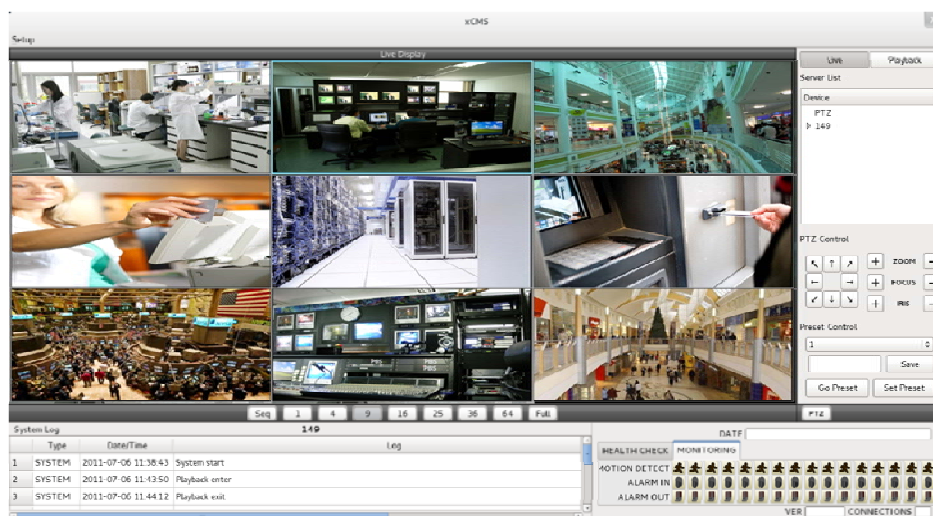 xCMS
Setup
Live Display
Live Playback
Server List
Device
PTZ
149
PTZ Control
ZOOM
FOCUS
IRIS
Preset Control
1
Save
Go Preset Set Preset
Seq 1 4 9 16 25 36 64 Full
PTZ
System Log 149
Type Date/Time Log
1 SYSTEM 2011-07-06 11:38:43 System start
2 SYSTEM 2011-07-06 11:43:50 Playback enter
3 SYSTEM 2011-07-06 11:44:12 Playback exit
DATE
HEALTH CHECK MONITORING
MOTION DETECT
ALARM IN
ALARM OUT
VER CONNECTIONS